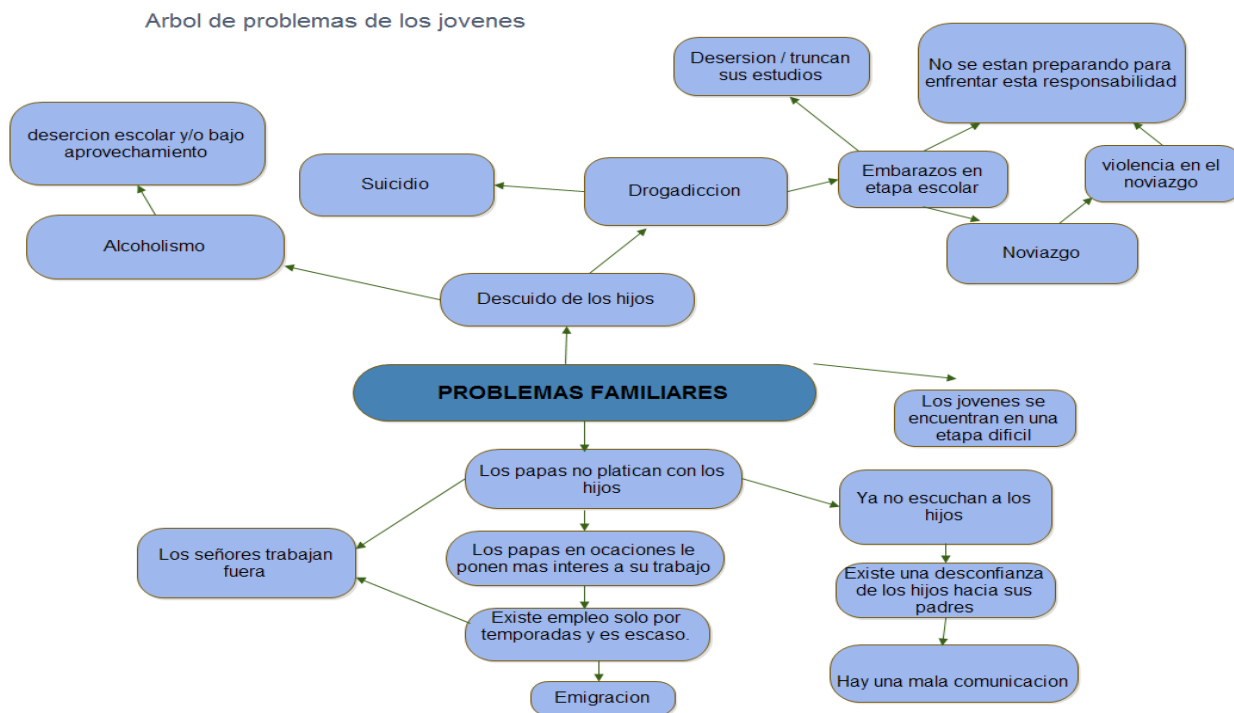 Arbol de problemas de los jovenes
Desersion / truncan
sus estudios
No se estan preparando para
enfrentar esta responsabilidad
desercion escolar y/o bajo
aprovechamiento
Suicidio
Drogadiccion
Embarazos en
etapa escolar
violencia en el
noviazgo
Alcoholismo
Noviazgo
Descuido de los hijos
PROBLEMAS FAMILIARES
Los jovenes se
encuentran en una
etapa dificil
Los papas no platican con los
hijos
Ya no escuchan a los
hijos
Los señores trabajan
fuera
Los papas en ocaciones le
ponen mas interes a su trabajo
Existe una desconfianza
de los hijos hacia sus
padres
Existe empleo solo por
temporadas y es escaso.
Hay una mala comunicacion
Emigracion